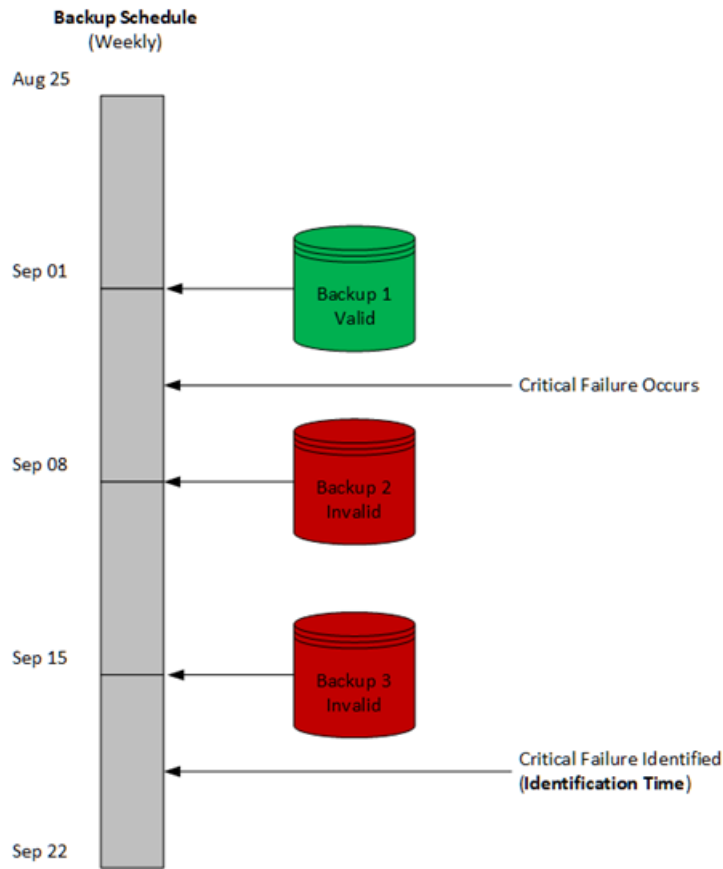 Backup Schedule
(Weekly)
Aug 25
Sep 01
Backup 1
Valid
Critical Failure Occurs
Sep 08
Backup 2
Invalid
Sep 15
Backup 3
Invalid
Critical Failure Identified
(Identification Time)
Sep 22